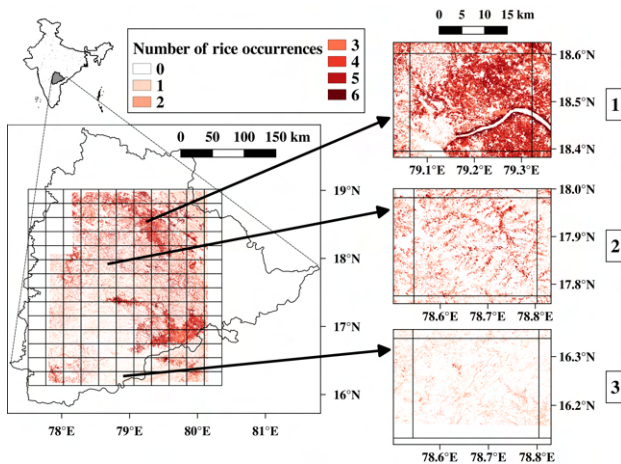 Number of rice occurrences
0
1
2
3
4
5
6
0 50 100 150 km
19°N
18°N
17°N
16°N
78°E 79°E 80°E 81°E
0 5 10 15 km
18.6°N
18.5°N
18.4°N
79.1°E 79.2°E 79.3°E
1
18.0°N
17.9°N
17.8°N
78.6°E 78.7°E 78.8°E
2
16.3°N
16.2°N
78.6°E 78.7°E 78.8°E
3